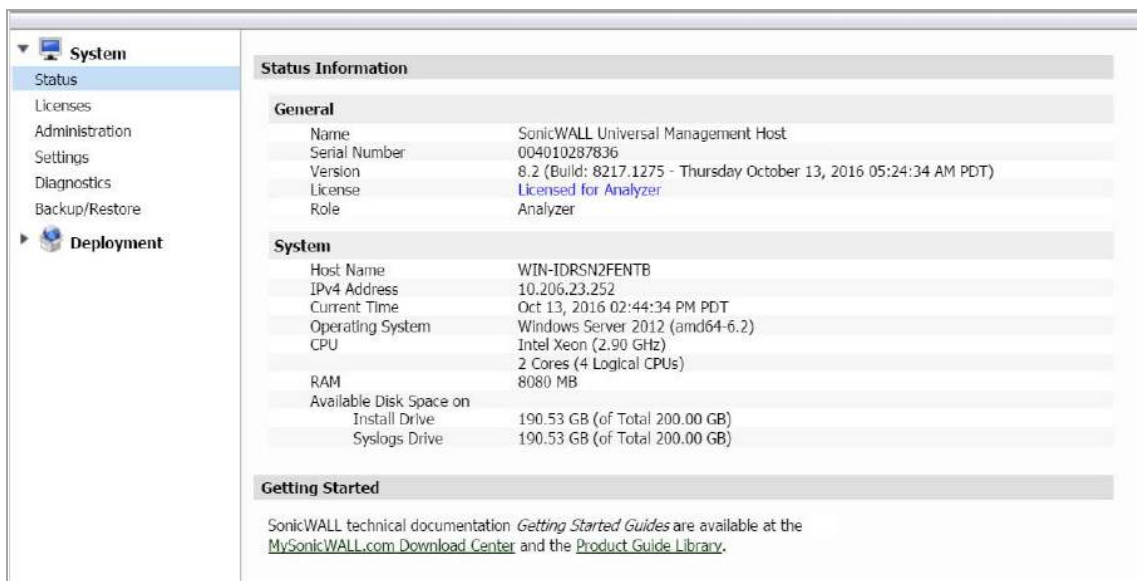 System
Status
Licenses
Administration
Settings
Diagnostics
Backup/Restore
Deployment
Status Information
General
Name SonicWALL Universal Management Host
Serial Number 004010287836
Version 8.2 (Build: 8217.1275 - Thursday October 13, 2016 05:24:34 AM PDT)
License Licensed for Analyzer
Role Analyzer
System
Host Name WIN-IDRSN2FENTB
IPv4 Address 10.206.23.252
Current Time Oct 13, 2016 02:44:34 PM PDT
Operating System Windows Server 2012 (amd64-6.2)
CPU Intel Xeon (2.90 GHz)
2 Cores (4 Logical CPUs)
RAM 8080 MB
Available Disk Space on
Install Drive 190.53 GB (of Total 200.00 GB)
Syslogs Drive 190.53 GB (of Total 200.00 GB)
Getting Started
SonicWALL technical documentation Getting Started Guides are available at the
MySonicWALL.com Download Center and the Product Guide Library.